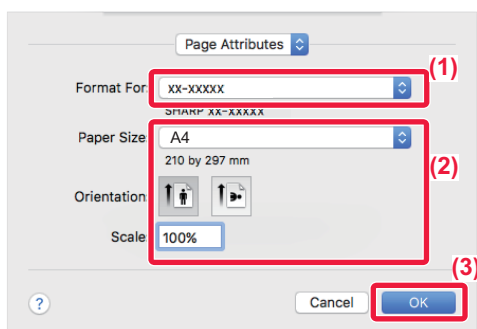 Page Attributes
(1)
Format For: xx-xxxxx
SHARP xx-xxxxx
Paper Size: A4
210 by 297 mm
(2)
Orientation:
Scale: 100%
(3)
? Cancel OK